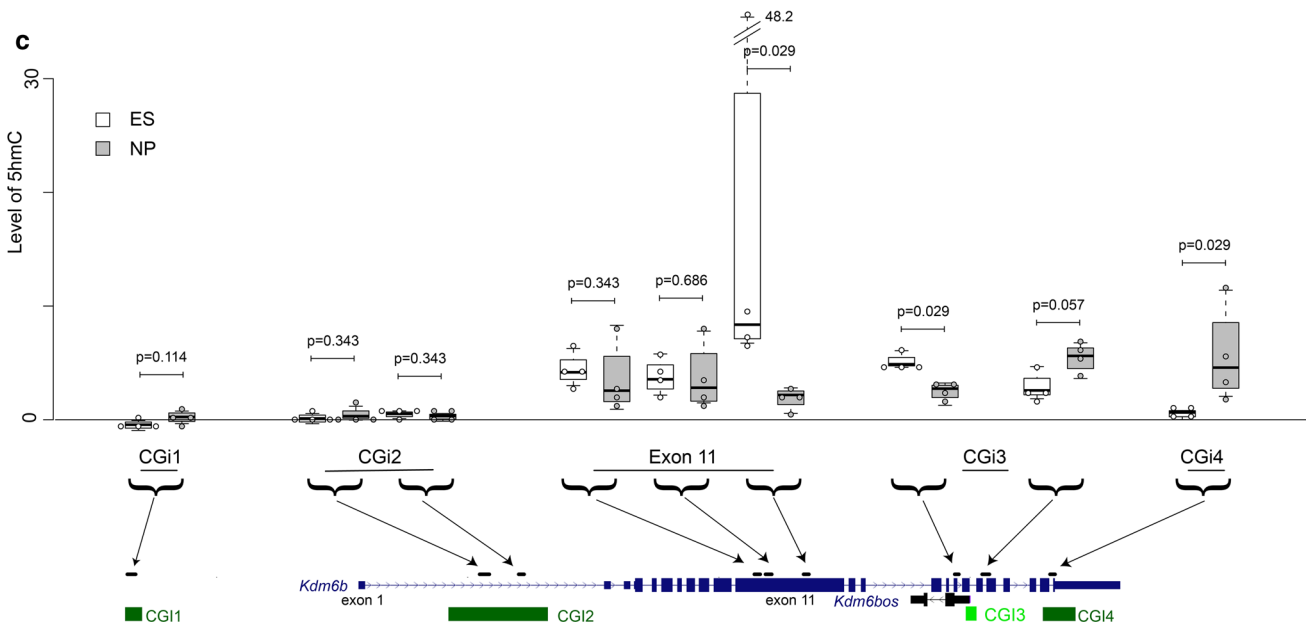 c
48.2
p=0.029
30
ES
NP
Level of 5hmC
p=0.029
p=0.343
p=0.686
p=0.029
p=0.057
p=0.114
p=0.343
p=0.343
0
CGi1
CGi2
Exon 11
CGi3
CGi4
Kdm6b
exon 1
exon 11
Kdm6bos
CGI1
CGI2
CGI3
CGI4